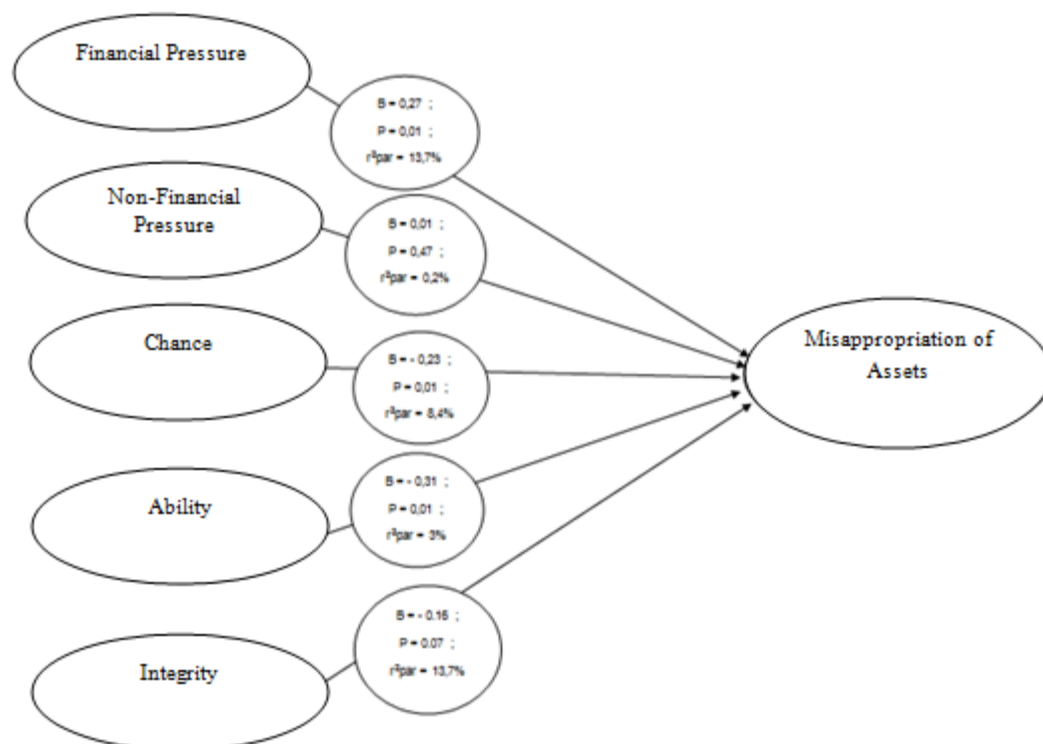 Financial Pressure
B = 0,27 ;
P = 0,01 ;
r²par = 13,7%
Non-Financial
Pressure
B = 0,01 ;
P = 0,47 ;
r²par = 0,2%
Chance
B = - 0,23 ;
P = 0,01 ;
r²par = 8,4%
Misappropriation of
Assets
Ability
B = - 0,31 ;
P = 0,01 ;
r²par = 3%
Integrity
B = - 0.16 ;
P = 0.07 ;
r²par = 13,7%